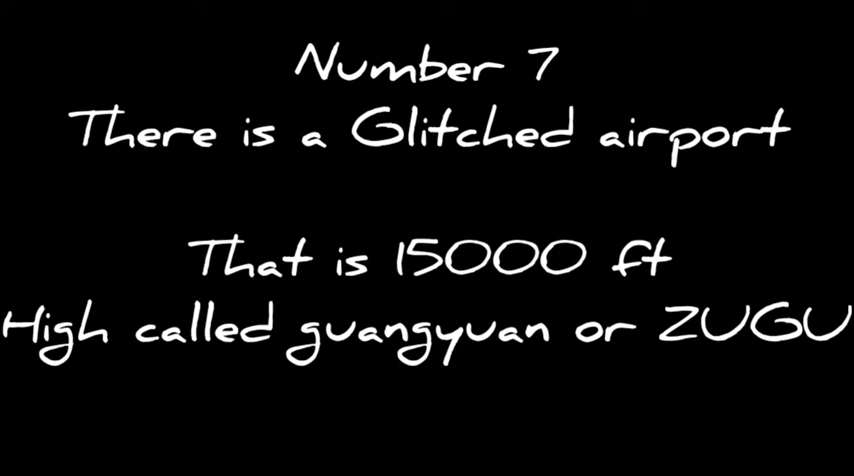 Number 7
There is a Glitched airport
That is 15000 ft
High called guangyuan or ZUGU